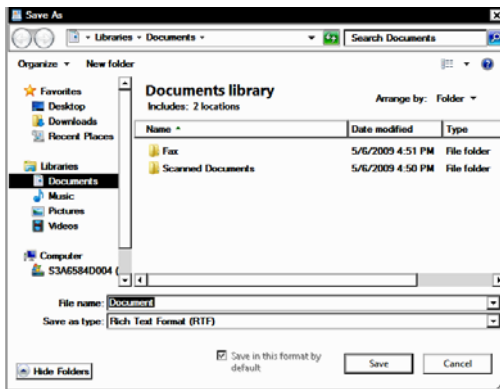 Save As
Libraries Documents
Search Documents
Organize
New folder
Favorites
Desktop
Downloads
Recent Places
Libraries
Documents
Music
Pictures
Videos
Computer
S3A6584D004 (
Documents library
Includes: 2 locations
Arrange by: Folder
Name Date modified Type
Fax 5/6/2009 4:51 PM File folder
Scanned Documents 5/6/2009 4:50 PM File folder
File name: Document
Save as type: Rich Text Format (RTF)
Hide Folders
Save in this format by
default
Save
Cancel